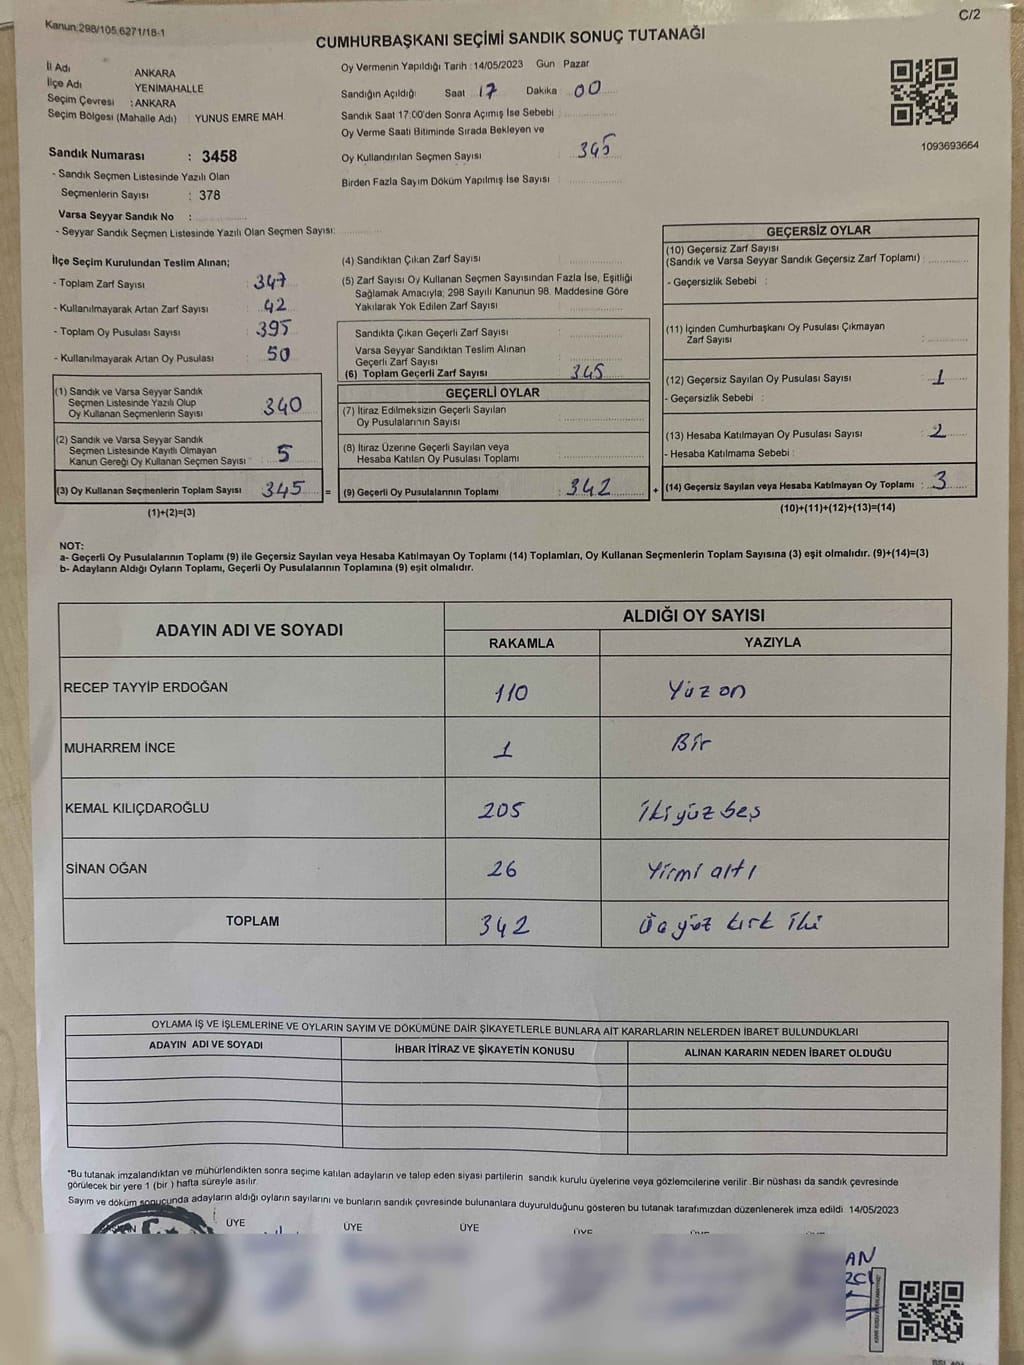 Kanun:298/105,6271/18-1
C/2
CUMHURBAŞKANI SEÇİMİ SANDIK SONUÇ TUTANAĞI
İl Adı : ANKARA
İlçe Adı YENİMAHALLE
Seçim Çevresi : ANKARA
Seçim Bölgesi (Mahalle Adı) : YUNUS EMRE MAH.
Sandık Numarası : 3458
- Sandık Seçmen Listesinde Yazılı Olan
Seçmenlerin Sayısı : 378
Varsa Seyyar Sandık No :
- Seyyar Sandık Seçmen Listesinde Yazılı Olan Seçmen Sayısı:
Oy Vermenin Yapıldığı Tarih : 14/05/2023 Gün Pazar
Sandığın Açıldığı Saat 17 Dakika 00
Sandık Saat 17:00'den Sonra Açımış İse Sebebi :
Oy Verme Saati Bitiminde Sırada Bekleyen ve
Oy Kullandırılan Seçmen Sayısı 345
Birden Fazla Sayım Döküm Yapılmış İse Sayısı :
1093693664
İlçe Seçim Kurulundan Teslim Alınan;
- Toplam Zarf Sayısı : 347
- Kullanılmayarak Artan Zarf Sayısı : 42
- Toplam Oy Pusulası Sayısı : 395
- Kullanılmayarak Artan Oy Pusulası : 50
(1) Sandık ve Varsa Seyyar Sandık
Seçmen Listesinde Yazılı Olup
Oy Kullanan Seçmenlerin Sayısı 340
(2) Sandık ve Varsa Seyyar Sandık
Seçmen Listesinde Kayıtlı Olmayan
Kanun Gereği Oy Kullanan Seçmen Sayısı 5
(3) Oy Kullanan Seçmenlerin Toplam Sayısı : 345 =
(1)+(2)=(3)
(4) Sandıktan Çıkan Zarf Sayısı :
(5) Zarf Sayısı Oy Kullanan Seçmen Sayısından Fazla İse, Eşitliği
Sağlamak Amacıyla; 298 Sayılı Kanunun 98. Maddesine Göre
Yakılarak Yok Edilen Zarf Sayısı :
Sandıkta Çıkan Geçerli Zarf Sayısı :
Varsa Seyyar Sandıktan Teslim Alınan
Geçerli Zarf Sayısı :
(6) Toplam Geçerli Zarf Sayısı : 345
GEÇERLİ OYLAR
(7) İtiraz Edilmeksizin Geçerli Sayılan
Oy Pusulalarının Sayısı :
(8) İtiraz Üzerine Geçerli Sayılan veya
Hesaba Katılan Oy Pusulası Toplamı :
(9) Geçerli Oy Pusulalarının Toplamı : 342 +
GEÇERSİZ OYLAR
(10) Geçersiz Zarf Sayısı
(Sandık ve Varsa Seyyar Sandık Geçersiz Zarf Toplamı) :
- Geçersizlik Sebebi :
(11) İçinden Cumhurbaşkanı Oy Pusulası Çıkmayan
Zarf Sayısı :
(12) Geçersiz Sayılan Oy Pusulası Sayısı : 1
- Geçersizlik Sebebi :
(13) Hesaba Katılmayan Oy Pusulası Sayısı : 2
- Hesaba Katılmama Sebebi :
(14) Geçersiz Sayılan veya Hesaba Katılmayan Oy Toplamı : 3
(10)+(11)+(12)+(13)=(14)
NOT:
a- Geçerli Oy Pusulalarının Toplamı (9) ile Geçersiz Sayılan veya Hesaba Katılmayan Oy Toplamı (14) Toplamları, Oy Kullanan Seçmenlerin Toplam Sayısına (3) eşit olmalıdır. (9)+(14)=(3)
b- Adayların Aldığı Oyların Toplamı, Geçerli Oy Pusulalarının Toplamına (9) eşit olmalıdır.
ADAYIN ADI VE SOYADI ALDIĞI OY SAYISI
RAKAMLA YAZIYLA
RECEP TAYYİP ERDOĞAN 110 Yüz on
MUHARREM İNCE 1 Bir
KEMAL KILIÇDAROĞLU 205 İki yüz beş
SİNAN OĞAN 26 Yirmi altı
TOPLAM 342 Üç yüz kırk iki
OYLAMA İŞ VE İŞLEMLERİNE VE OYLARIN SAYIM VE DÖKÜMÜNE DAİR ŞİKAYETLERLE BUNLARA AİT KARARLARIN NELERDEN İBARET BULUNDUKLARI
ADAYIN ADI VE SOYADI İHBAR İTİRAZ VE ŞİKAYETİN KONUSU ALINAN KARARIN NEDEN İBARET OLDUĞU
*Bu tutanak imzalandıktan ve mühürlendikten sonra seçime katılan adayların ve talep eden siyasi partilerin sandık kurulu üyelerine veya gözlemcilerine verilir .Bir nüshası da sandık çevresinde
görülecek bir yere 1 (bir ) hafta süreyle asılır.
Sayım ve döküm sonucunda adayların aldığı oyların sayılarını ve bunların sandık çevresinde bulunanlara duyurulduğunu gösteren bu tutanak tarafımızdan düzenlenerek imza edildi 14/05/2023
ÜYE ÜYE ÜYE ÜYE